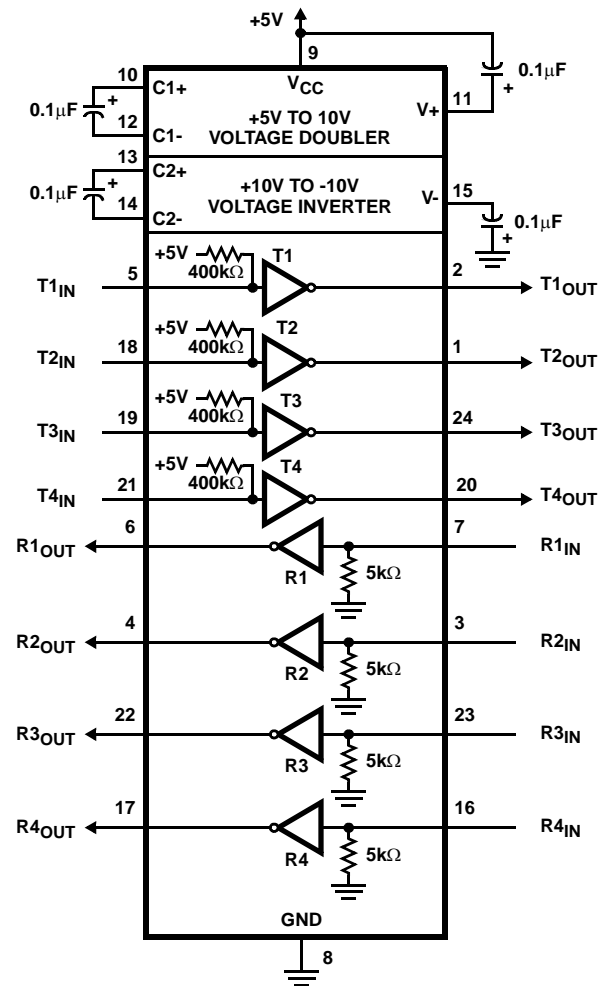 +5V
9
VCC
0.1µF
+
11
V+
10
C1+
0.1µF
+
12
C1-
+5V TO 10V
VOLTAGE DOUBLER
13
C2+
0.1µF
+
14
C2-
+10V TO -10V
VOLTAGE INVERTER
V-
15
0.1µF
+
T1IN
5
+5V
400kΩ
T1
2
T1OUT
T2IN
18
+5V
400kΩ
T2
1
T2OUT
T3IN
19
+5V
400kΩ
T3
24
T3OUT
T4IN
21
+5V
400kΩ
T4
20
T4OUT
R1OUT
6
R1
5kΩ
7
R1IN
R2OUT
4
R2
5kΩ
3
R2IN
R3OUT
22
R3
5kΩ
23
R3IN
R4OUT
17
R4
5kΩ
16
R4IN
GND
8